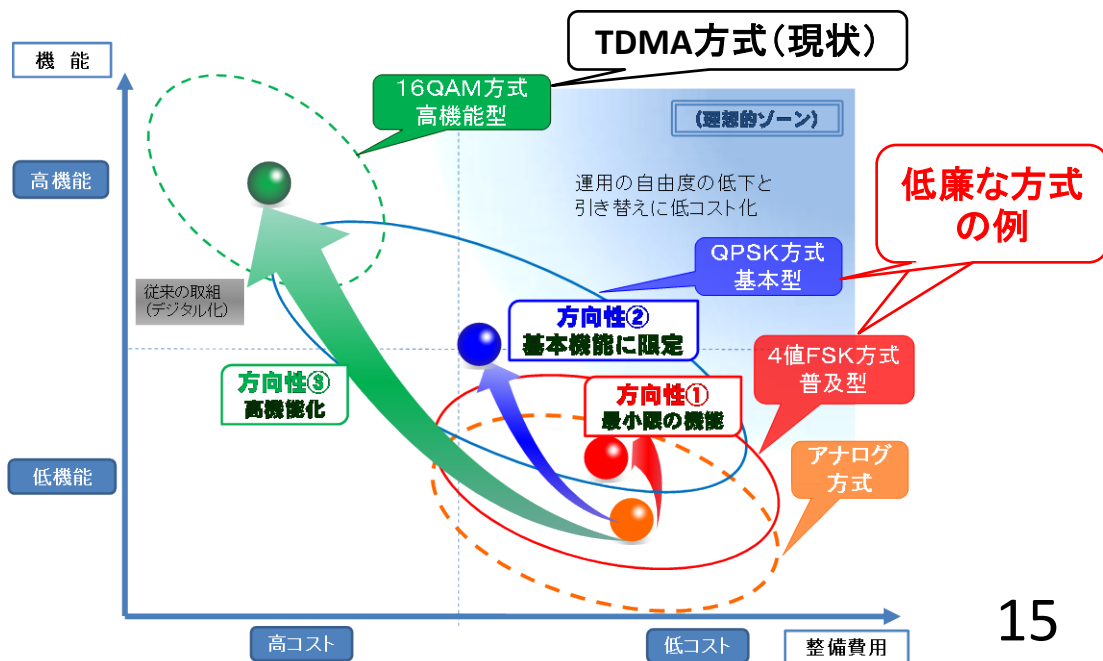 機 能
TDMA方式(現状)
16QAM方式
高機能型
(理想的ゾーン)
高機能
運用の自由度の低下と
引き替えに低コスト化
低廉な方式
の例
QPSK方式
基本型
従来の取組
(デジタル化)
方向性②
基本機能に限定
4値FSK方式
普及型
方向性③
高機能化
方向性①
最小限の機能
アナログ
方式
低機能
高コスト
低コスト
整備費用
15